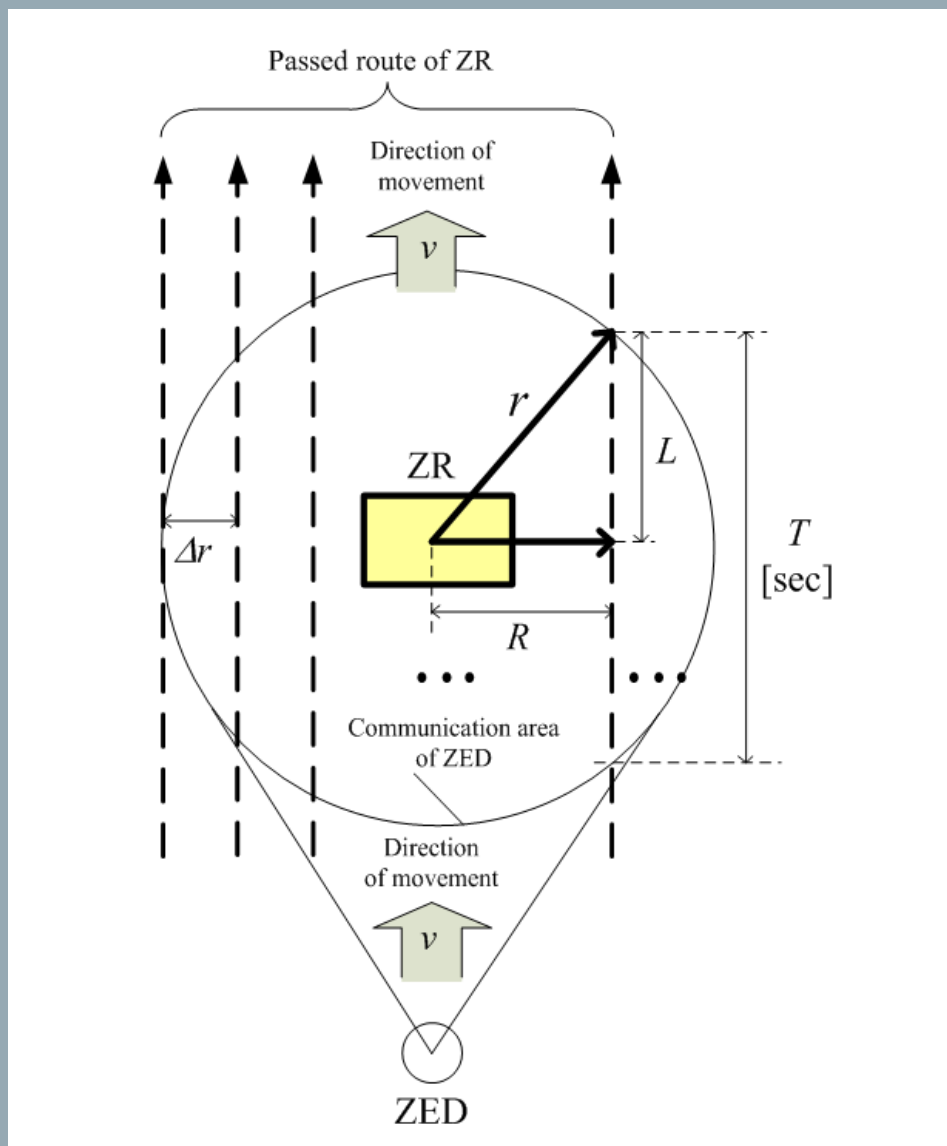 Passed route of ZR
Direction of
movement
v
r
ZR
L
Δr
T
[sec]
R
Communication area
of ZED
Direction
of movement
v
ZED